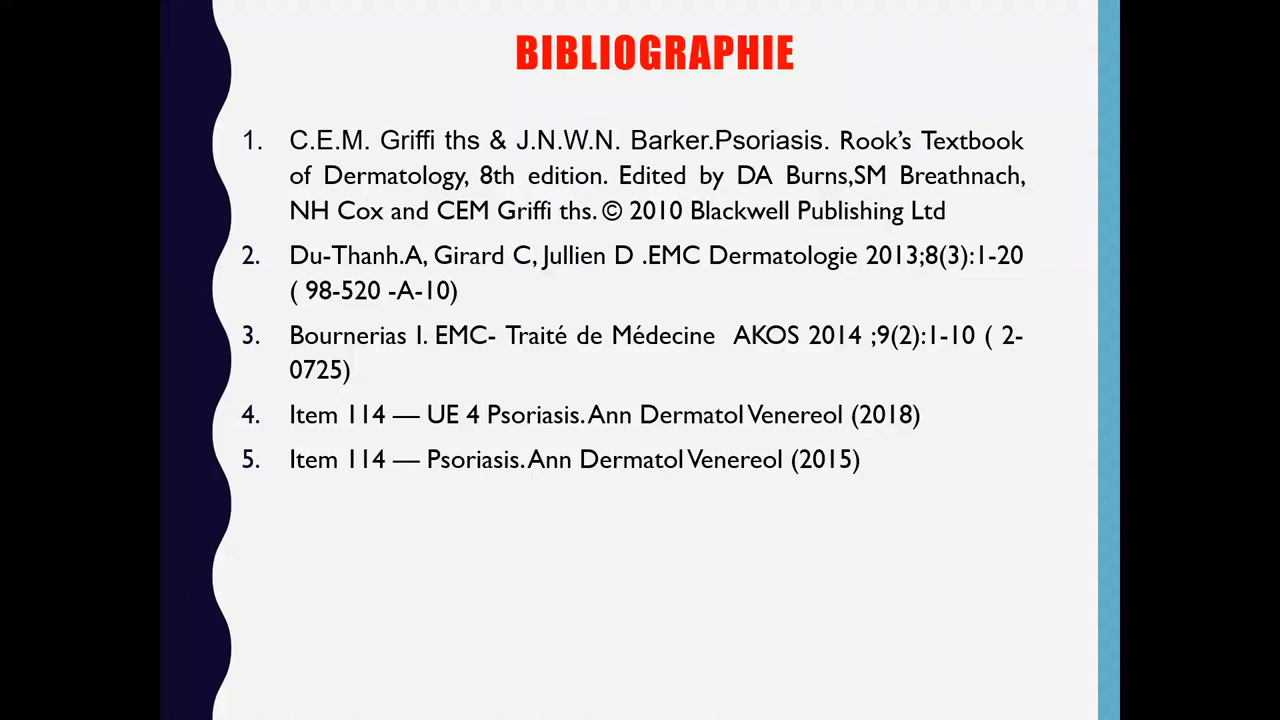 BIBLIOGRAPHIE
1. C.E.M. Griffi ths & J.N.W.N. Barker.Psoriasis. Rook’s Textbook
of Dermatology, 8th edition. Edited by DA Burns,SM Breathnach,
NH Cox and CEM Griffi ths. © 2010 Blackwell Publishing Ltd
2. Du-Thanh.A, Girard C, Jullien D .EMC Dermatologie 2013;8(3):1-20
( 98-520 -A-10)
3. Bournerias I. EMC- Traité de Médecine AKOS 2014 ;9(2):1-10 ( 2-
0725)
4. Item 114 — UE 4 Psoriasis. Ann Dermatol Venereol (2018)
5. Item 114 — Psoriasis. Ann Dermatol Venereol (2015)